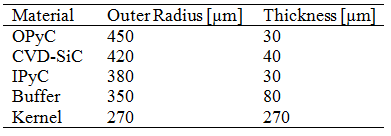 Material Outer Radius [µm] Thickness [µm]
OPyC 450 30
CVD-SiC 420 40
IPyC 380 30
Buffer 350 80
Kernel 270 270